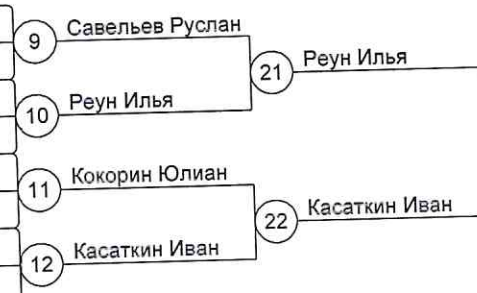 9 Савельев Руслан
21 Реун Илья
10 Реун Илья
11 Кокорин Юлиан
22 Касаткин Иван
12 Касаткин Иван